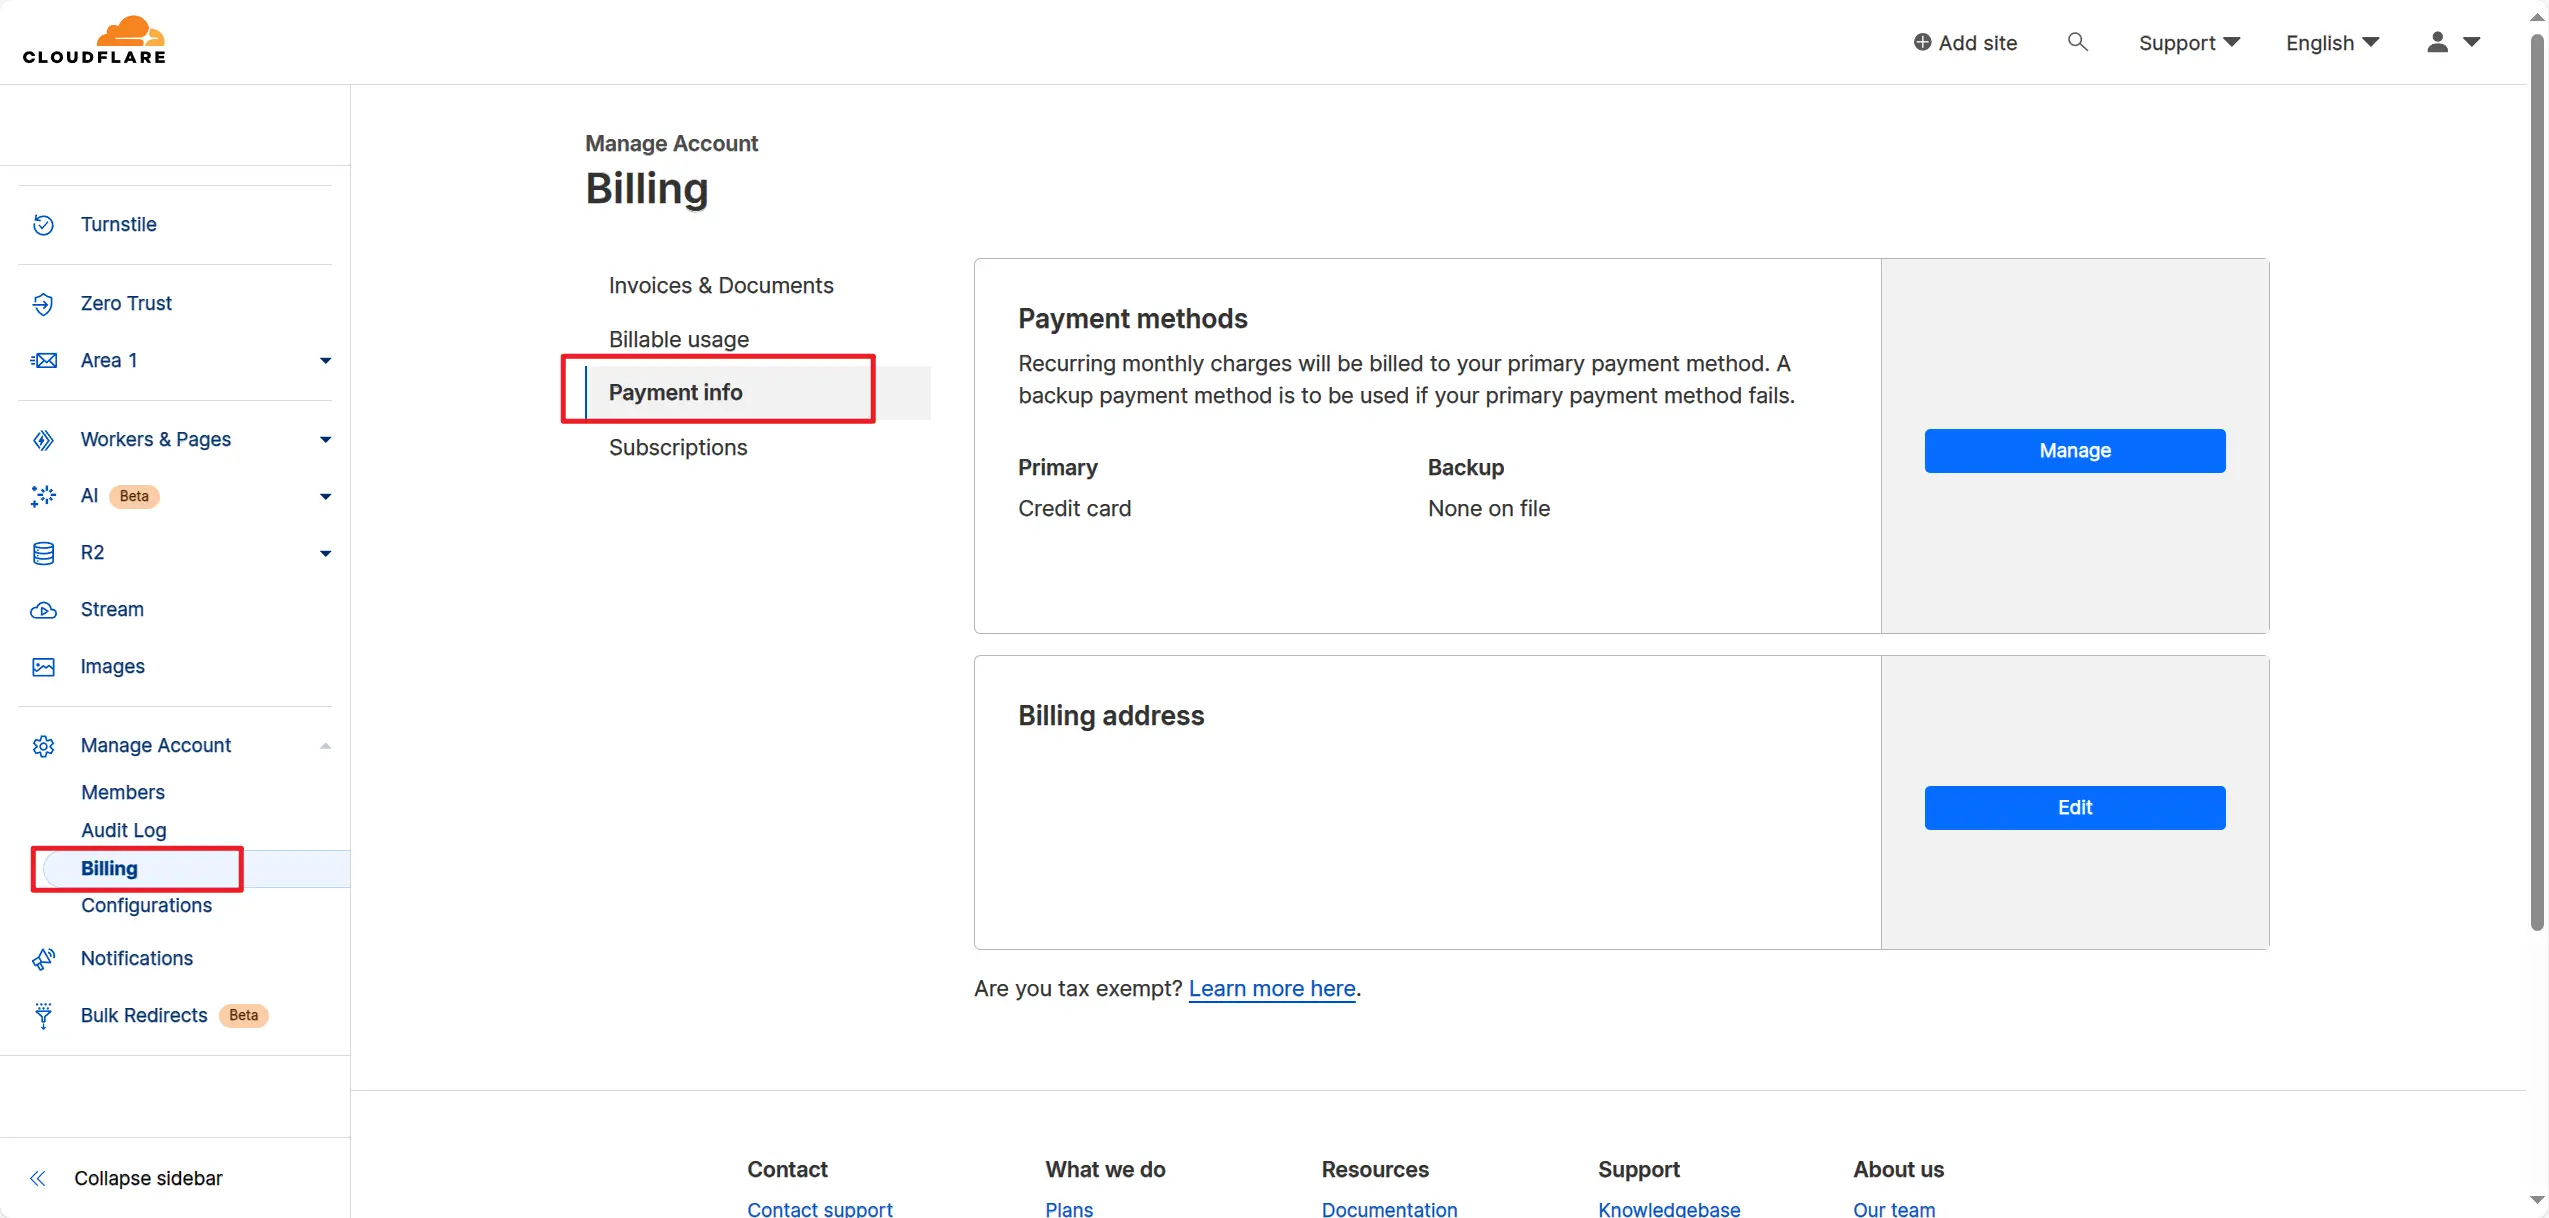 CLOUDFLARE
Add site
Support
English
Turnstile
Zero Trust
Area 1
Workers & Pages
AI Beta
R2
Stream
Images
Manage Account
Members
Audit Log
Billing
Configurations
Notifications
Bulk Redirects Beta
Collapse sidebar
Manage Account
Billing
Invoices & Documents
Billable usage
Payment info
Subscriptions
Payment methods
Recurring monthly charges will be billed to your primary payment method. A
backup payment method is to be used if your primary payment method fails.
Primary
Credit card
Backup
None on file
Manage
Billing address
Edit
Are you tax exempt? Learn more here.
Contact
Contact support
What we do
Plans
Resources
Documentation
Support
Knowledgebase
About us
Our team